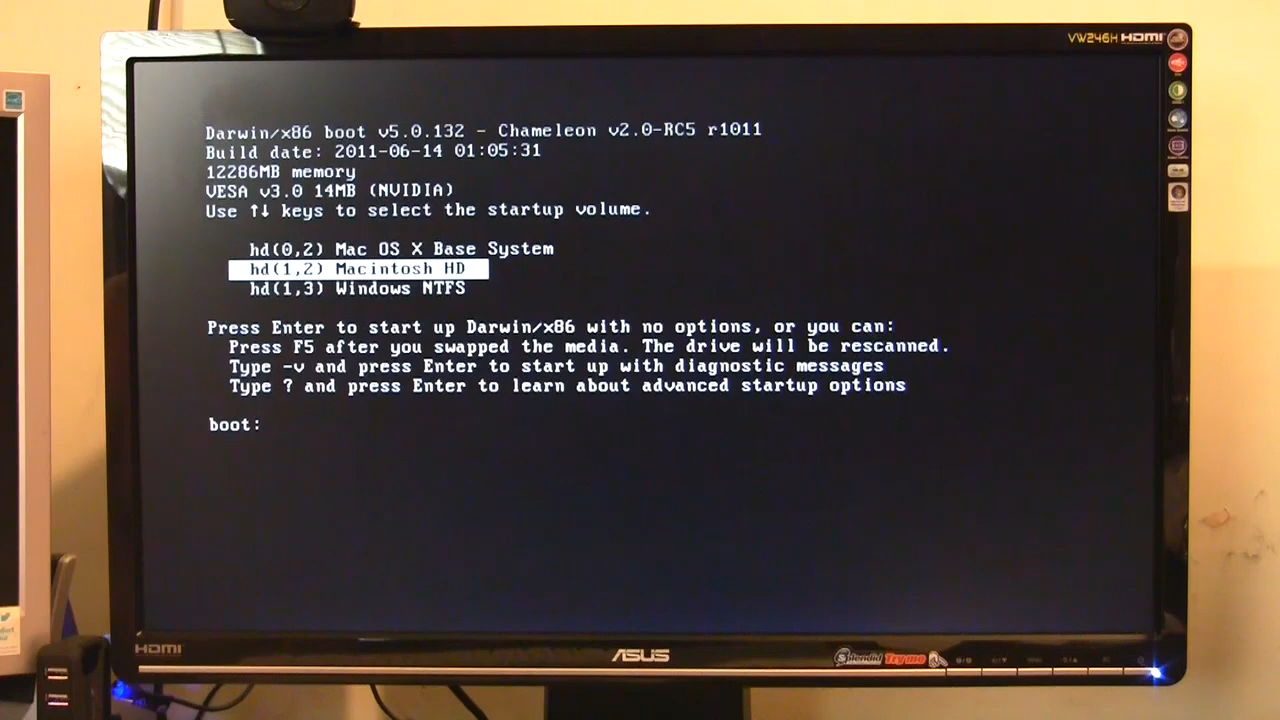 VW246H HDMI
Darwin/x86 boot v5.0.132 - Chameleon v2.0-RC5 r1011
Build date: 2011-06-14 01:05:31
12286MB memory
VESA v3.0 14MB (NVIDIA)
Use ↑↓ keys to select the startup volume.
hd(0,2) Mac OS X Base System
hd(1,2) Macintosh HD
hd(1,3) Windows NTFS
Press Enter to start up Darwin/x86 with no options, or you can:
Press F5 after you swapped the media. The drive will be rescanned.
Type -v and press Enter to start up with diagnostic messages
Type ? and press Enter to learn about advanced startup options
boot:
HDMI
ASUS
Splendid Try me